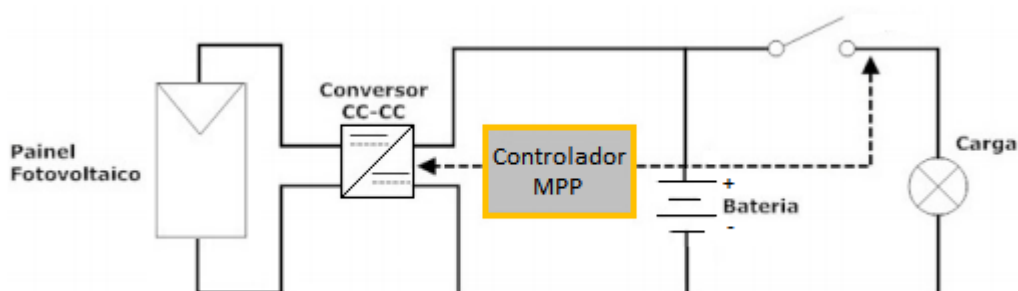 Conversor
CC-CC
Painel
Fotovoltaico
Controlador
MPP
+
Bateria
-
Carga